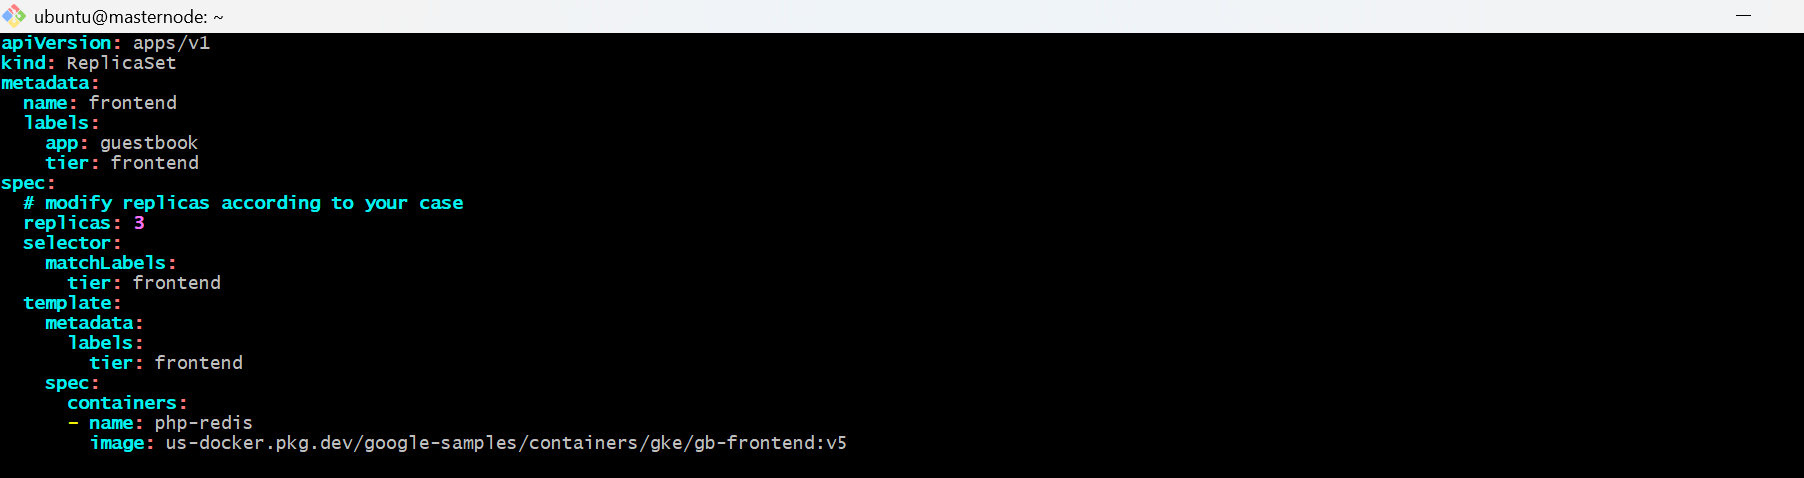 ubuntu@masternode: ~
apiVersion: apps/v1
kind: ReplicaSet
metadata:
  name: frontend
  labels:
    app: guestbook
    tier: frontend
spec:
  # modify replicas according to your case
  replicas: 3
  selector:
    matchLabels:
      tier: frontend
  template:
    metadata:
      labels:
        tier: frontend
    spec:
      containers:
      - name: php-redis
        image: us-docker.pkg.dev/google-samples/containers/gke/gb-frontend:v5